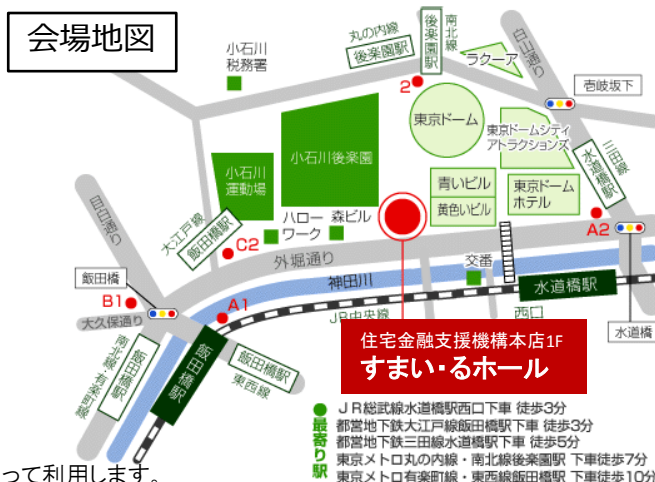 会場地図
小石川
税務署
丸の内線
後楽園駅
後楽園駅
南北線
ラクーア
白山通り
壱岐坂下
2
東京ドーム
東京ドームシティ
アトラクションズ
小石川後楽園
小石川
運動場
青いビル
黄色いビル
東京ドーム
ホテル
水道橋駅
三田線
A2
目白通り
大江戸線
飯田橋駅
C2
ハロー
ワーク
森ビル
外堀通り
神田川
交番
飯田橋
B1
大久保通り
A1
JR中央線
水道橋駅
西口
水道橋
南北線・有楽町線
飯田橋駅
飯田橋駅
飯田橋駅
東西線
住宅金融支援機構本店1F
すまい・るホール
●最寄り駅
JR総武線水道橋駅西口下車 徒歩3分
都営地下鉄大江戸線飯田橋駅下車 徒歩3分
都営地下鉄三田線水道橋駅下車 徒歩5分
東京メトロ丸の内線・南北線後楽園駅 下車徒歩7分
東京メトロ有楽町線・東西線飯田橋駅 下車徒歩10分
って利用します。